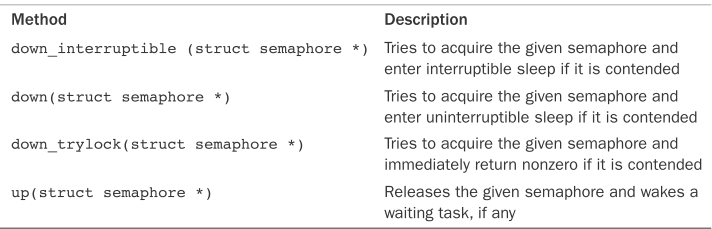 Method Description
down_interruptible (struct semaphore *) Tries to acquire the given semaphore and
enter interruptible sleep if it is contended
down(struct semaphore *) Tries to acquire the given semaphore and
enter uninterruptible sleep if it is contended
down_trylock(struct semaphore *) Tries to acquire the given semaphore and
immediately return nonzero if it is contended
up(struct semaphore *) Releases the given semaphore and wakes a
waiting task, if any